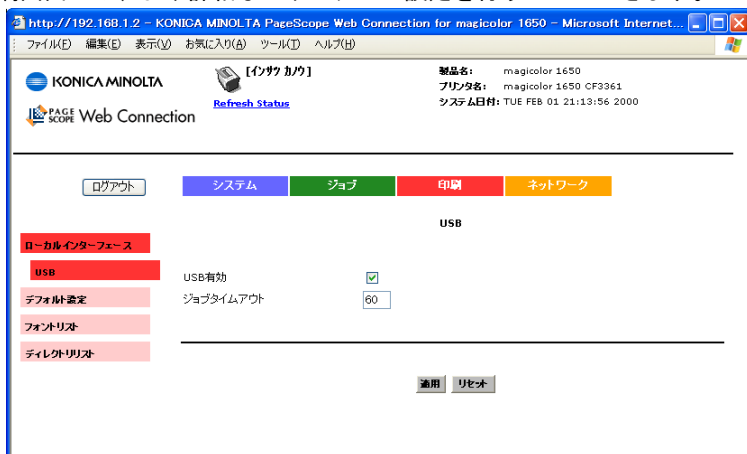 http://192.168.1.2 - KONICA MINOLTA PageScope Web Connection for magicolor 1650 - Microsoft Internet...
ファイル(F) 編集(E) 表示(V) お気に入り(A) ツール(T) ヘルプ(H)
KONICA MINOLTA
PAGE SCOPE Web Connection
[インサツ カノウ]
Refresh Status
製品名: magicolor 1650
プリンタ名: magicolor 1650 CF3361
システム日付: TUE FEB 01 21:13:56 2000
ログアウト システム ジョブ 印刷 ネットワーク
USB
ローカルインターフェース
USB
デフォルト設定
フォントリスト
ディレクトリリスト
USB有効
ジョブタイムアウト 60
適用 リセット